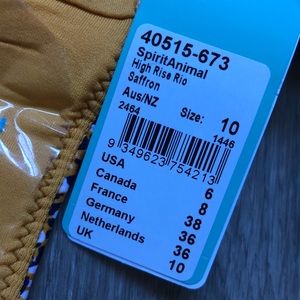 40515-673
SpiritAnimal
High Rise Rio
Saffron
Aus/NZ Size: 10
2464 1446
9 349623 754213
USA 6
Canada 8
France 38
Germany 36
Netherlands 36
UK 10